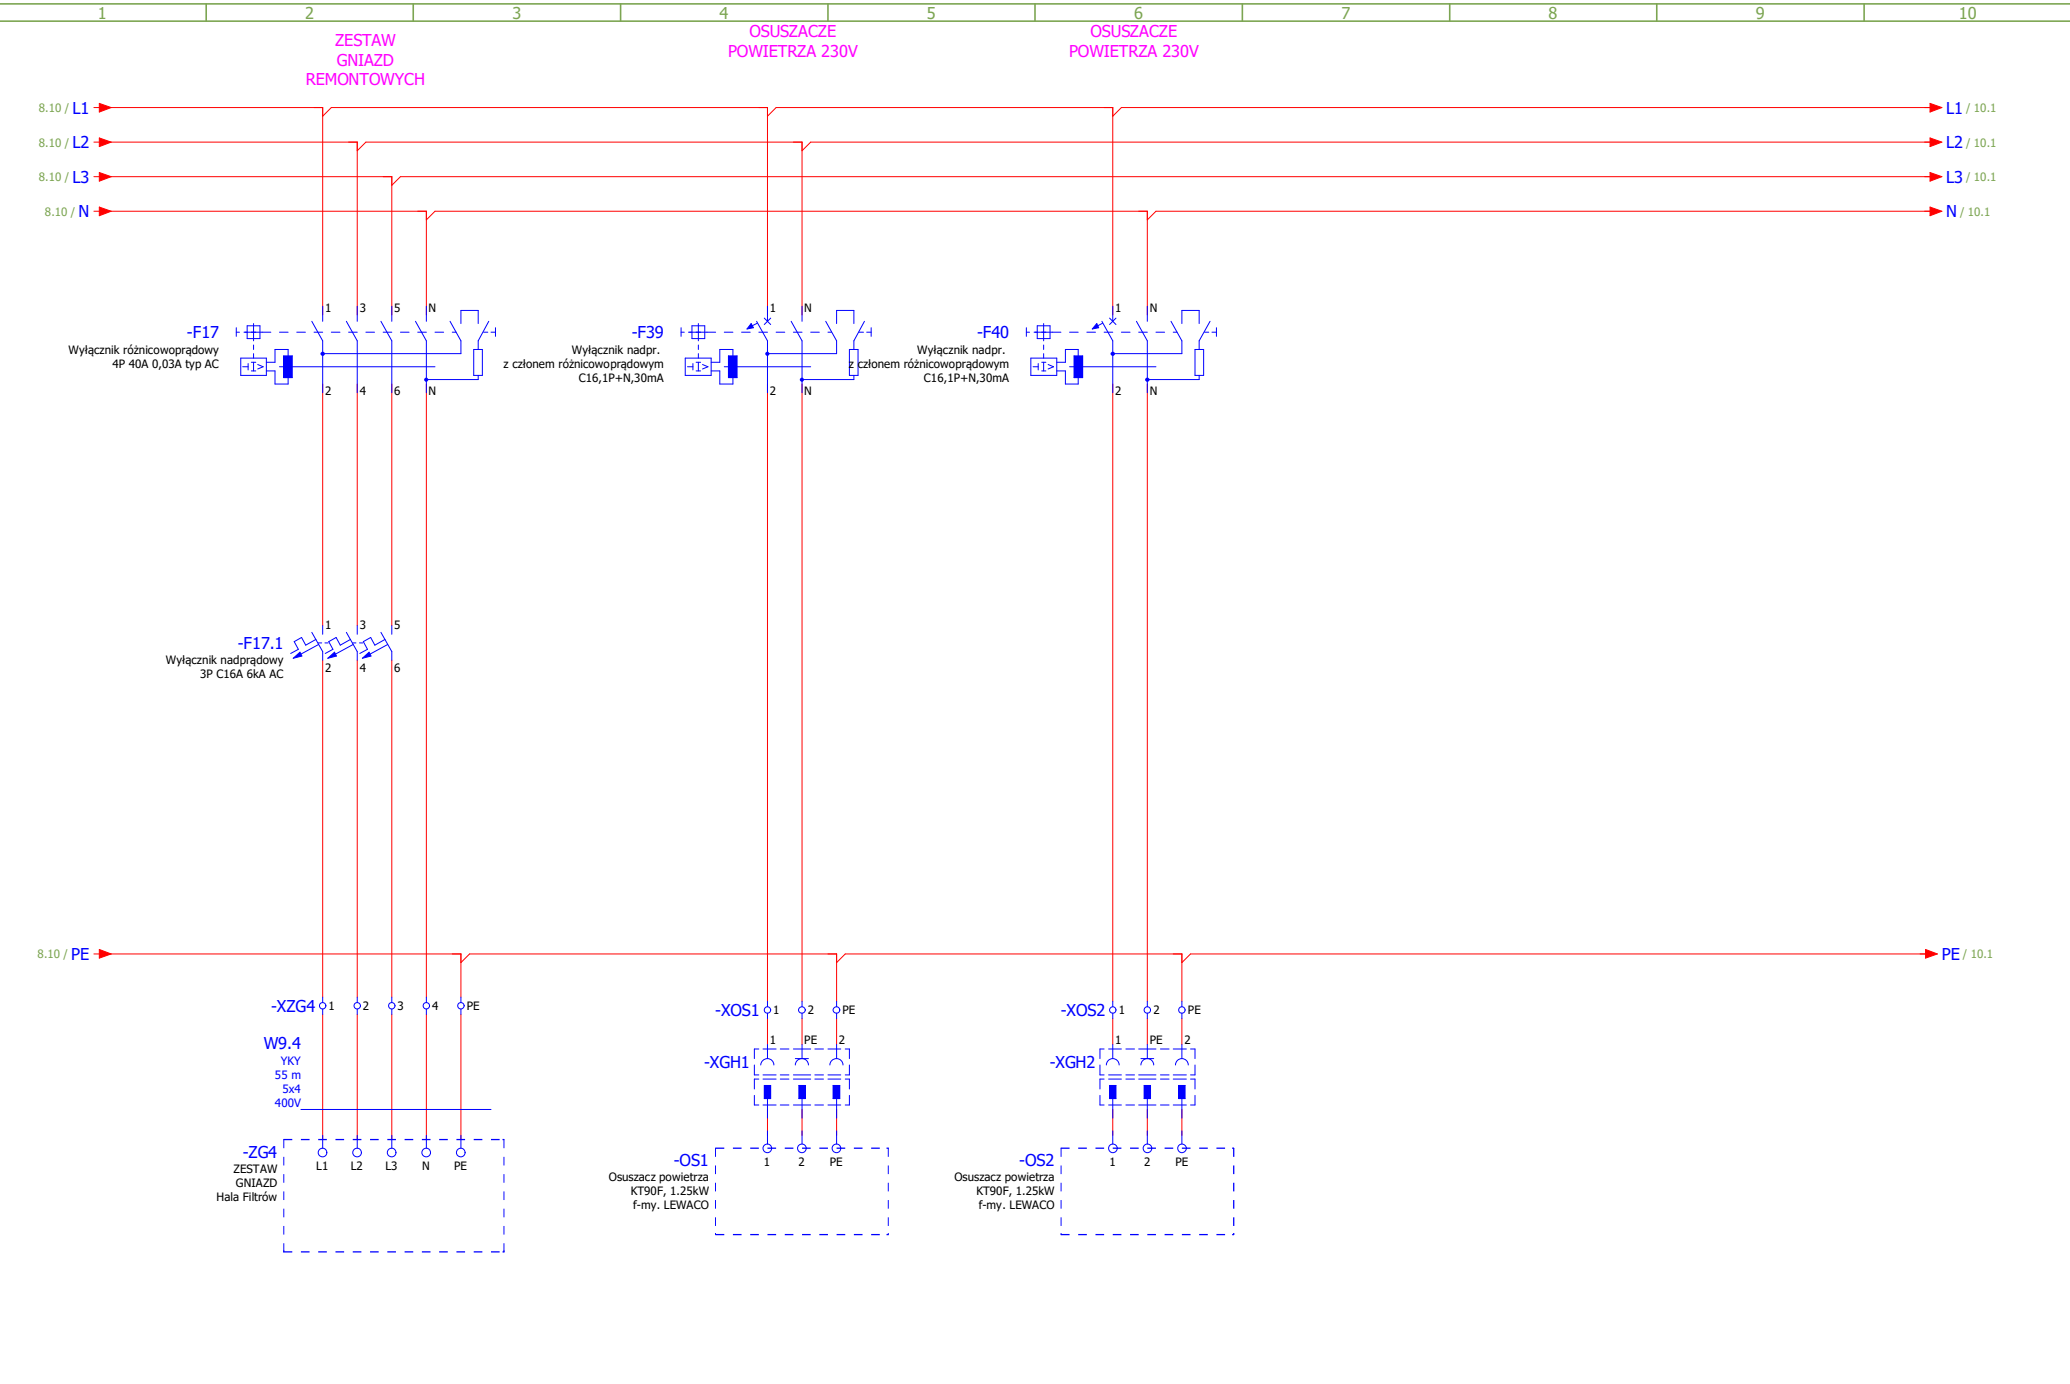 1 2 3 4 5 6 7 8 9 10
ZESTAW
GNIAZD
REMONTOWYCH
OSUSZACZE
POWIETRZA 230V
OSUSZACZE
POWIETRZA 230V
8.10 / L1 L1 / 10.1
8.10 / L2 L2 / 10.1
8.10 / L3 L3 / 10.1
8.10 / N N / 10.1
1 3 5 N
-F17
Wyłącznik różnicowoprądowy
4P 40A 0,03A typ AC
I>
2 4 6 N
1 N
-F39
Wyłącznik nadpr.
z członem różnicowoprądowym
C16,1P+N,30mA
I>
2 N
1 N
-F40
Wyłącznik nadpr.
z członem różnicowoprądowym
C16,1P+N,30mA
I>
2 N
1 3 5
-F17.1
Wyłącznik nadprądowy
3P C16A 6kA AC
2 4 6
8.10 / PE PE / 10.1
-XZG4 1 2 3 4 PE
W9.4
YKY
55 m
5x4
400V
-ZG4
ZESTAW
GNIAZD
Hala Filtrów
L1 L2 L3 N PE
-XOS1 1 2 PE
1 PE 2
-XGH1
-OS1
Osuszacz powietrza
KT90F, 1.25kW
f-my. LEWACO
1 2 PE
-XOS2 1 2 PE
1 PE 2
-XGH2
-OS2
Osuszacz powietrza
KT90F, 1.25kW
f-my. LEWACO
1 2 PE